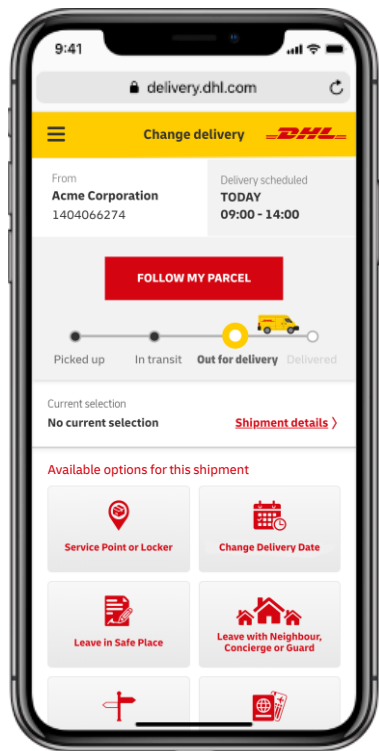 9:41
delivery.dhl.com
Change delivery
DHL
From
Acme Corporation
1404066274
Delivery scheduled
TODAY
09:00 - 14:00
FOLLOW MY PARCEL
Picked up
In transit
Out for delivery
Delivered
Current selection
No current selection
Shipment details
Available options for this shipment
Service Point or Locker
Change Delivery Date
Leave in Safe Place
Leave with Neighbour,
Concierge or Guard